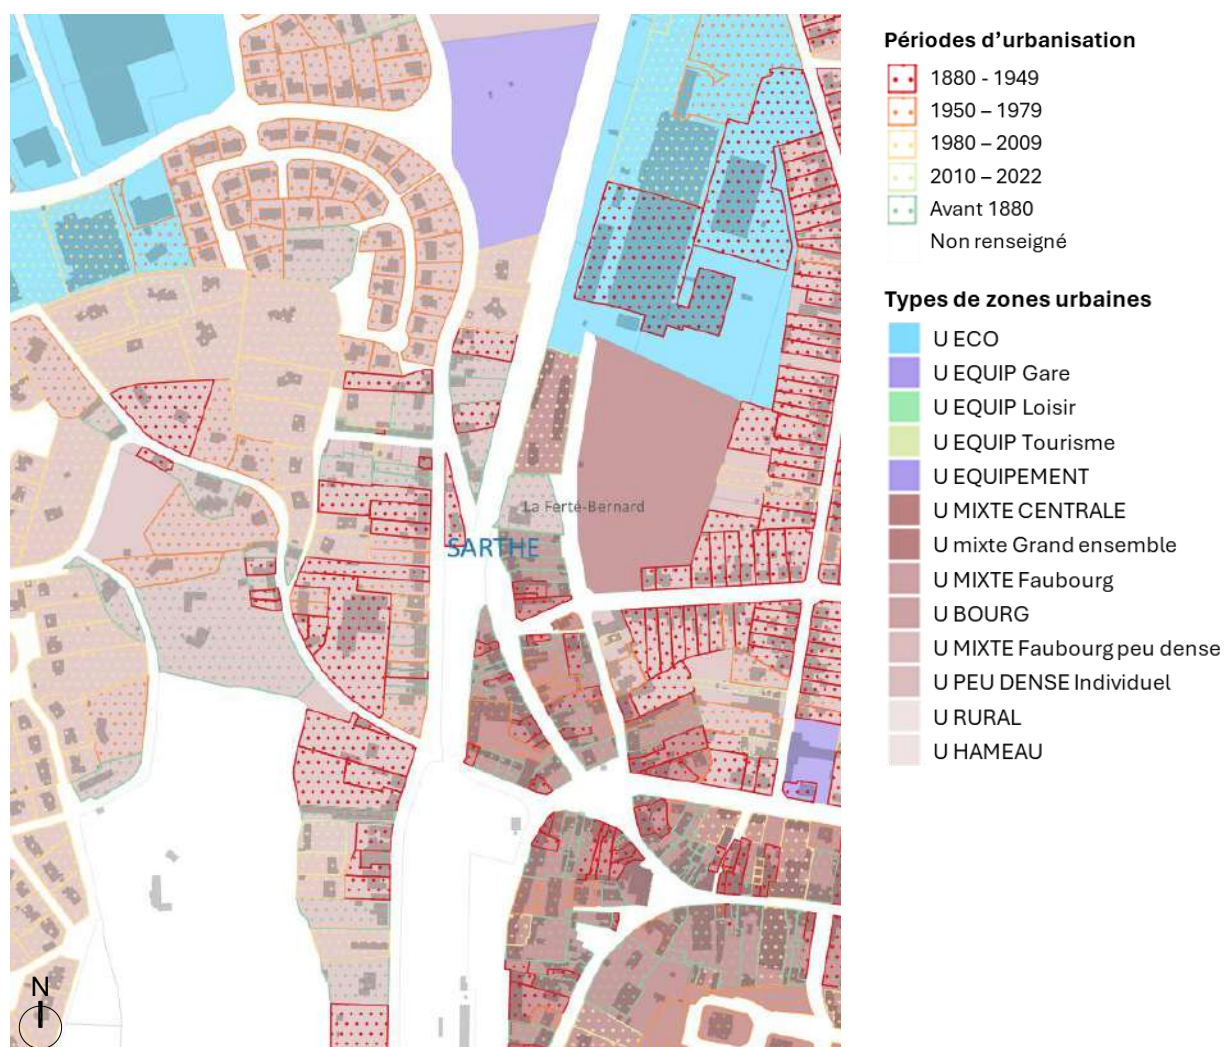 Périodes d’urbanisation
1880 - 1949
1950 – 1979
1980 – 2009
2010 – 2022
Avant 1880
Non renseigné
Types de zones urbaines
U ECO
U EQUIP Gare
U EQUIP Loisir
U EQUIP Tourisme
U EQUIPEMENT
U MIXTE CENTRALE
U mixte Grand ensemble
U MIXTE Faubourg
U BOURG
U MIXTE Faubourg peu dense
U PEU DENSE Individuel
U RURAL
U HAMEAU
La Ferté-Bernard
SARTHE
N